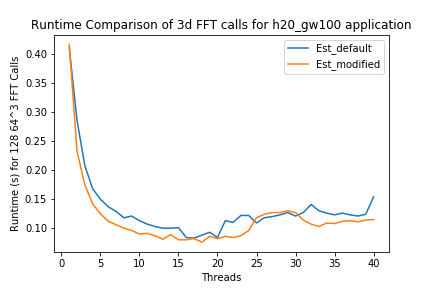 Runtime Comparison of 3d FFT calls for h20_gw100 application
Est_default
Est_modified
Runtime (s) for 128 64^3 FFT Calls
0.40
0.35
0.30
0.25
0.20
0.15
0.10
0 5 10 15 20 25 30 35 40
Threads